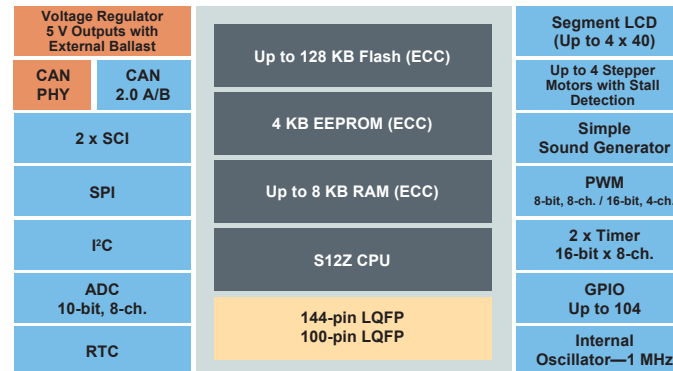 Voltage Regulator
5 V Outputs with
External Ballast
CAN
PHY
CAN
2.0 A/B
2 x SCI
SPI
I²C
ADC
10-bit, 8-ch.
RTC
Up to 128 KB Flash (ECC)
4 KB EEPROM (ECC)
Up to 8 KB RAM (ECC)
S12Z CPU
144-pin LQFP
100-pin LQFP
Segment LCD
(Up to 4 x 40)
Up to 4 Stepper
Motors with Stall
Detection
Simple
Sound Generator
PWM
8-bit, 8-ch. / 16-bit, 4-ch.
2 x Timer
16-bit x 8-ch.
GPIO
Up to 104
Internal
Oscillator—1 MHz